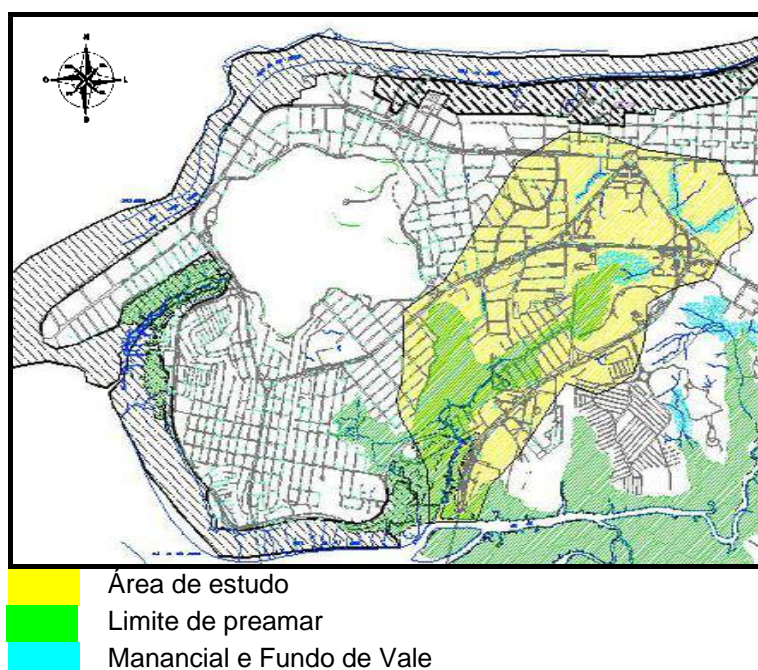 N
O L
S
Área de estudo
Limite de preamar
Manancial e Fundo de Vale